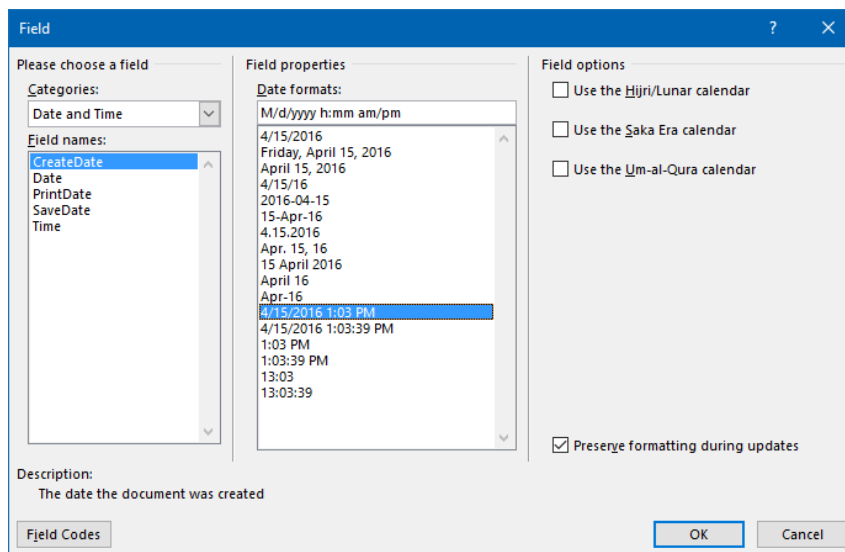 Field
?
Please choose a field
Categories:
Date and Time
Field names:
CreateDate
Date
PrintDate
SaveDate
Time
Field properties
Date formats:
M/d/yyyy h:mm am/pm
4/15/2016
Friday, April 15, 2016
April 15, 2016
4/15/16
2016-04-15
15-Apr-16
4.15.2016
Apr. 15, 16
15 April 2016
April 16
Apr-16
4/15/2016 1:03 PM
4/15/2016 1:03:39 PM
1:03 PM
1:03:39 PM
13:03
13:03:39
Field options
Use the Hijri/Lunar calendar
Use the Saka Era calendar
Use the Um-al-Qura calendar
Preserve formatting during updates
Description:
The date the document was created
Field Codes
OK
Cancel